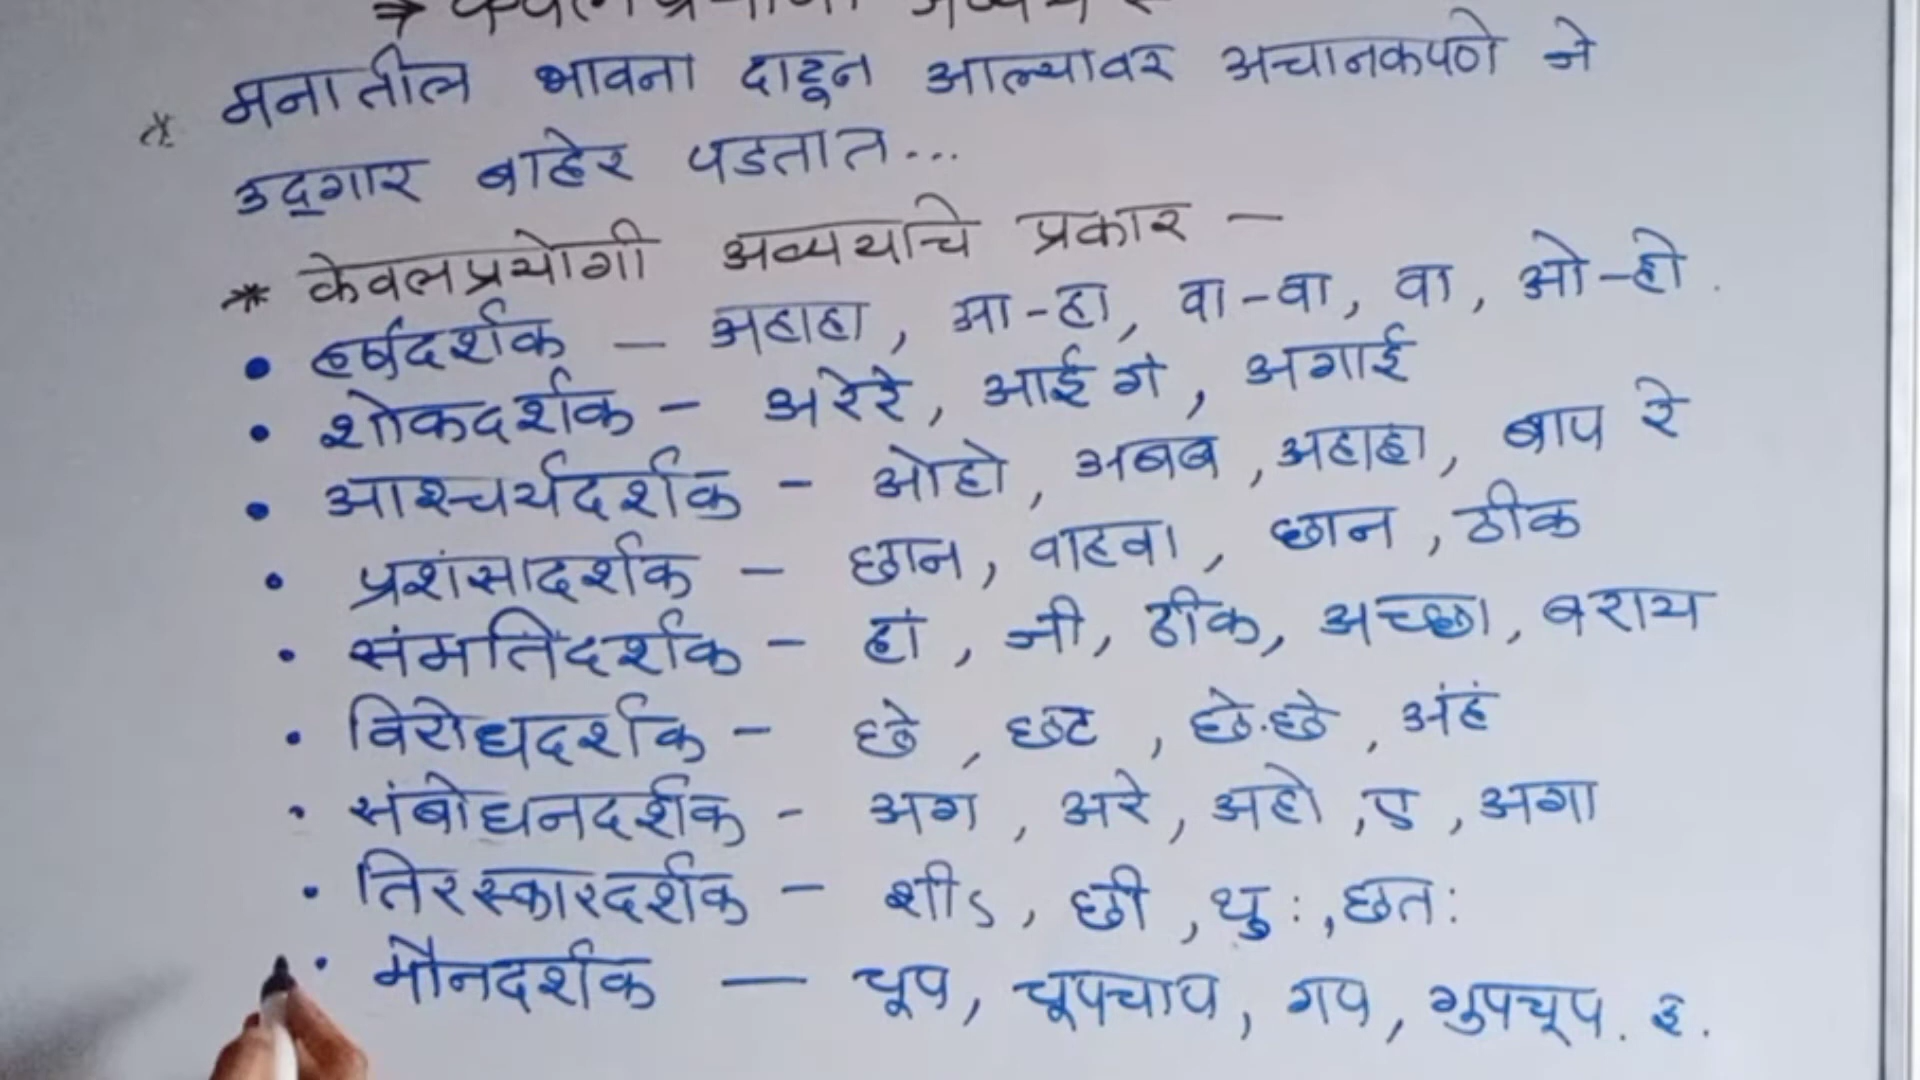 मनातील भावना दाटून आल्यावर अचानकपणे जे
उद्‌गार बाहेर पडतात...
* केवलप्रयोगी अव्ययाचे प्रकार –
• हर्षदर्शक – अहाहा, आ-हा, वा-वा, वा, ओ-हो.
• शोकदर्शक – अरेरे, आई गे, अगाई
• आश्चर्यदर्शक - ओहो, अबब, अहाहा, बाप रे
• प्रशंसादर्शक – छान, वाहवा, छान, ठीक
• संमतिदर्शक - हां, जी, ठीक, अच्छा, बराय
• विरोधदर्शक - छे, छट, छे.छे, अंहं
• संबोधनदर्शक - अग, अरे, अहो, ए, अगा
• तिरस्कारदर्शक - शीऽ, छी, थु:, छत:
• मौनदर्शक — चूप, चूपचाप, गप, गुपचूप. इ.